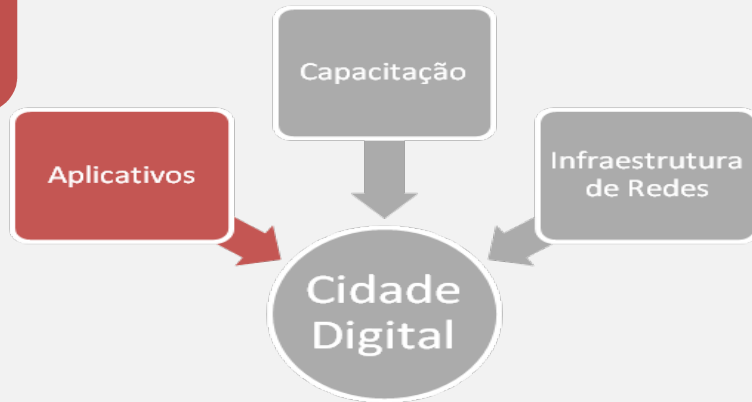 Capacitação
Aplicativos
Infraestrutura
de Redes
Cidade
Digital